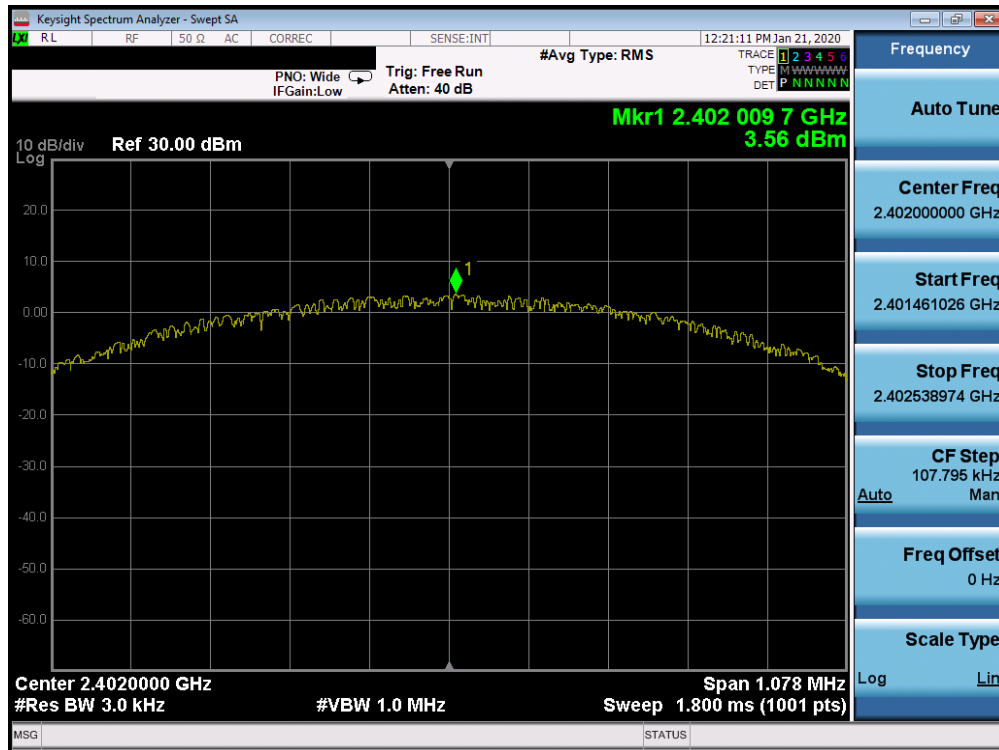 Keysight Spectrum Analyzer - Swept SA
LXI RL RF 50 Ω AC CORREC SENSE:INT 12:21:11 PM Jan 21, 2020
#Avg Type: RMS
TRACE 1 2 3 4 5 6
PNO: Wide Trig: Free Run
TYPE M WWWWW
IFGain:Low Atten: 40 dB
DET P N N N N N
Mkr1 2.402 009 7 GHz
3.56 dBm
10 dB/div Ref 30.00 dBm
Log
1
20.0
10.0
0.00
-10.0
-20.0
-30.0
-40.0
-50.0
-60.0
Center 2.4020000 GHz Span 1.078 MHz
#Res BW 3.0 kHz #VBW 1.0 MHz Sweep 1.800 ms (1001 pts)
MSG STATUS
Frequency
Auto Tune
Center Freq
2.402000000 GHz
Start Freq
2.401461026 GHz
Stop Freq
2.402538974 GHz
CF Step
107.795 kHz
Auto Man
Freq Offset
0 Hz
Scale Type
Log Lin